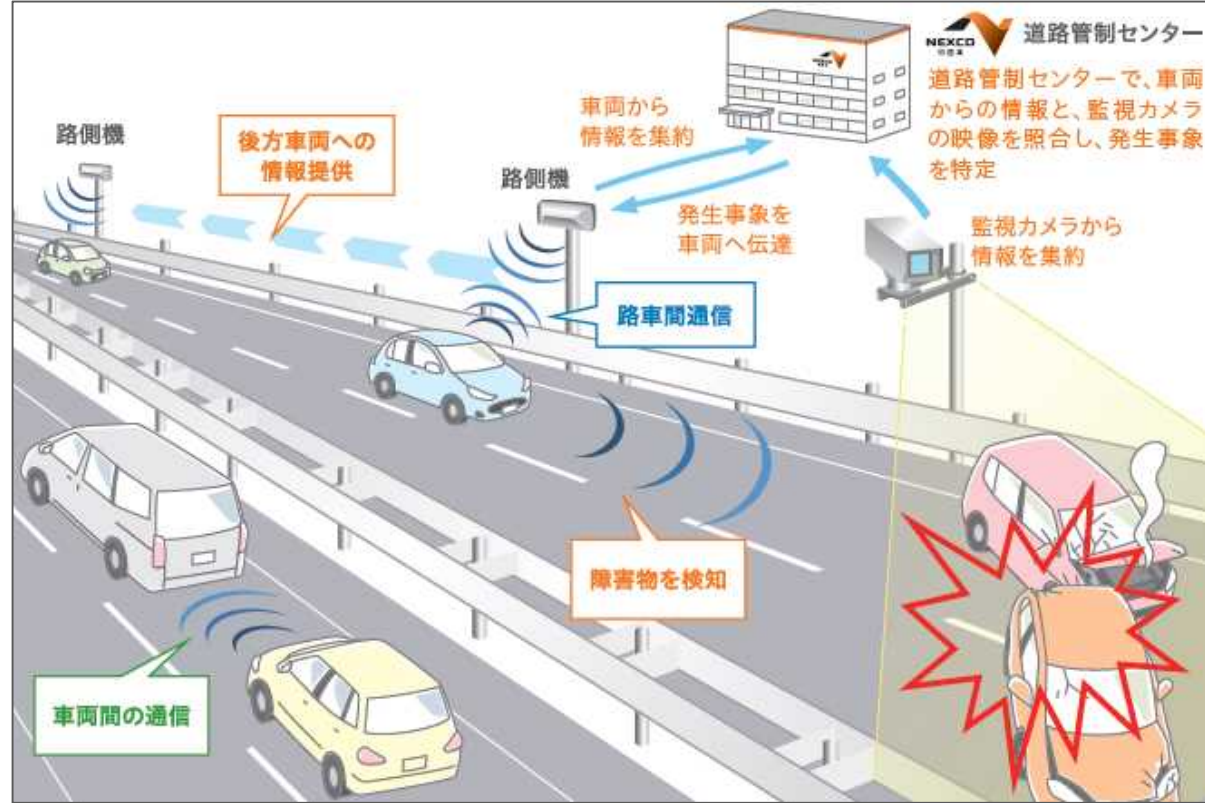 NEXCO
中日本
道路管制センター
道路管制センターで、車両
からの情報と、監視カメラ
の映像を照合し、発生事象
を特定
車両から
情報を集約
路側機
後方車両への
情報提供
路側機
発生事象を
車両へ伝達
監視カメラから
情報を集約
路車間通信
障害物を検知
車両間の通信